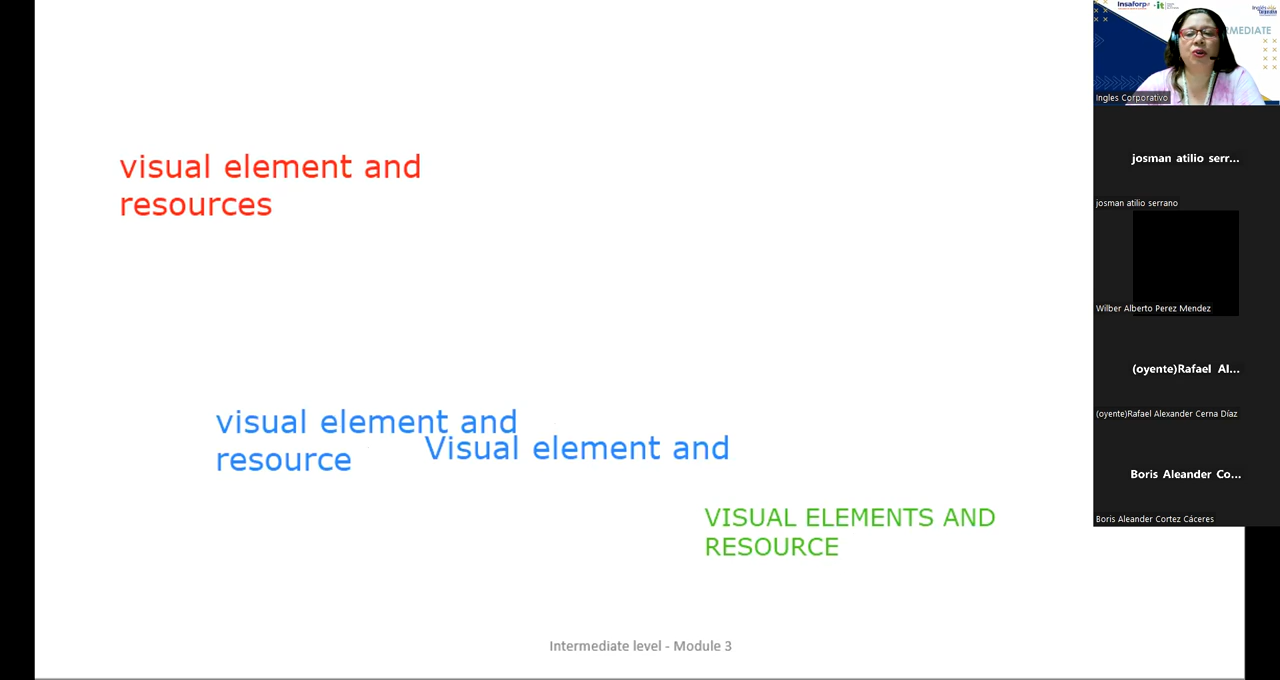 visual element and
resources
visual element and
resource
Visual element and
VISUAL ELEMENTS AND
RESOURCE
Intermediate level - Module 3
Insaforp
MEDIATE
Ingles Corporativo
josman atilio serr...
josman atilio serrano
Wilber Alberto Perez Mendez
(oyente)Rafael Al...
(oyente)Rafael Alexander Cerna Díaz
Boris Aleander Co...
Boris Aleander Cortez Cáceres